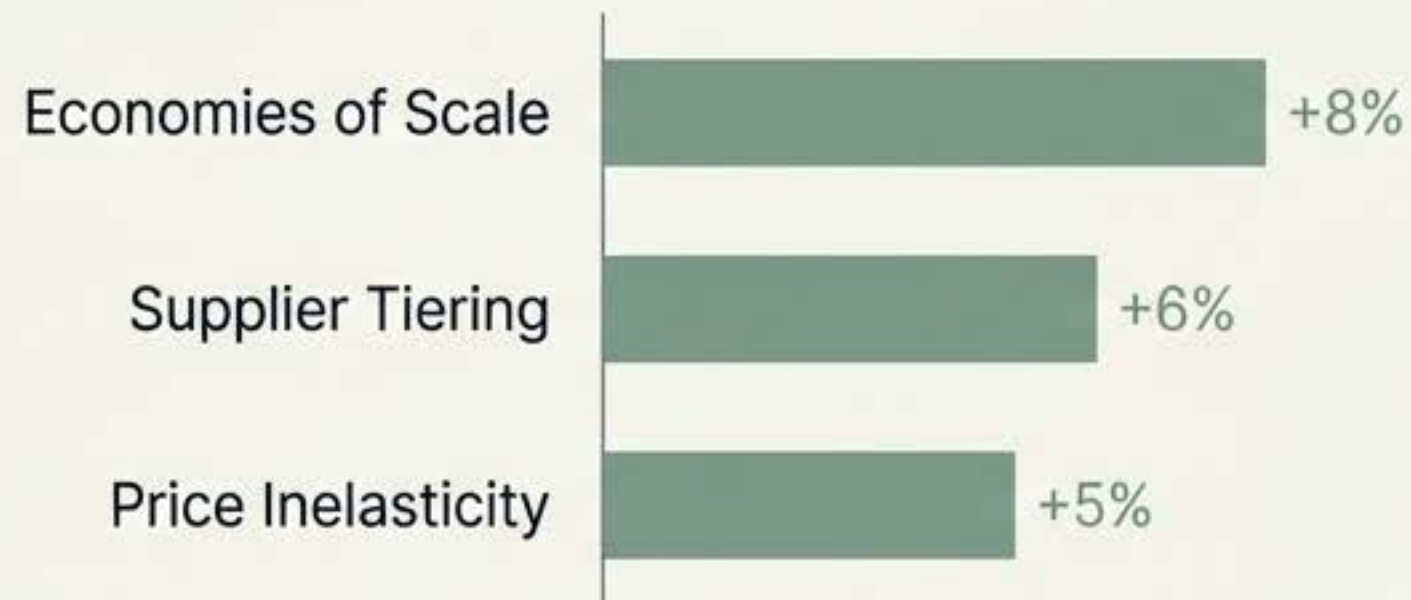 Economies of Scale +8%
Supplier Tiering +6%
Price Inelasticity +5%